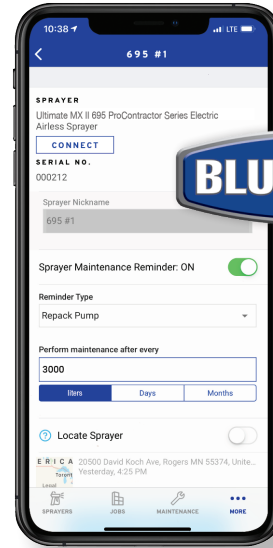 10:38
LTE
695 #1
SPRAYER
Ultimate MX II 695 ProContractor Series Electric
Airless Sprayer
CONNECT
SERIAL NO.
000212
BLU
Sprayer Nickname
695 #1
Sprayer Maintenance Reminder: ON
Reminder Type
Repack Pump
Perform maintenance after every
3000
liters Days Months
? Locate Sprayer
ERICA
Toront
20500 David Koch Ave, Rogers MN 55374, Unite...
Yesterday, 4:25 PM
Legal
SPRAYERS JOBS MAINTENANCE MORE